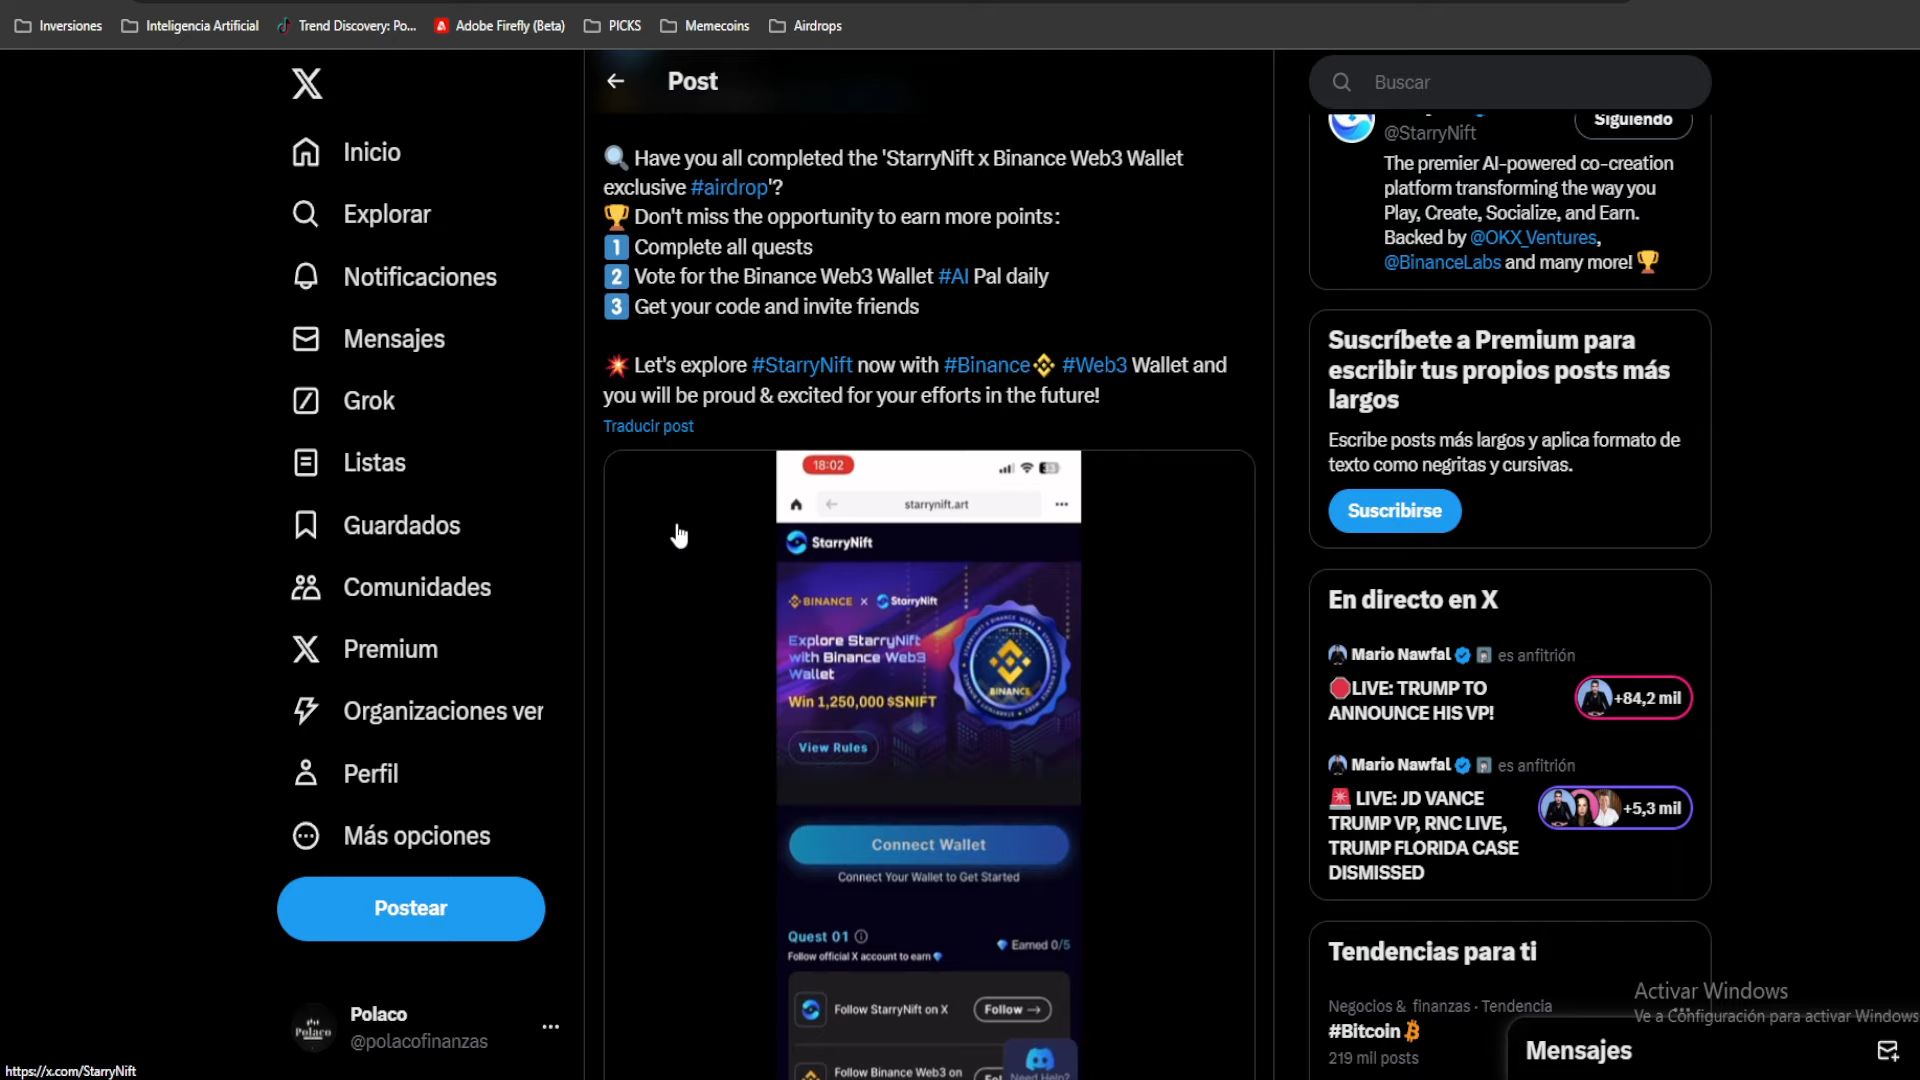 Inversiones
Inteligencia Artificial
Trend Discovery: Po...
Adobe Firefly (Beta)
PICKS
Memecoins
Airdrops
Inicio
Explorar
Notificaciones
Mensajes
Grok
Listas
Guardados
Comunidades
Premium
Organizaciones ver
Perfil
Más opciones
Postear
Polaco
@polacofinanzas
https://x.com/StarryNift
Post
Have you all completed the 'StarryNift x Binance Web3 Wallet
exclusive #airdrop'?
Don't miss the opportunity to earn more points:
1 Complete all quests
2 Vote for the Binance Web3 Wallet #AI Pal daily
3 Get your code and invite friends
Let's explore #StarryNift now with #Binance #Web3 Wallet and
you will be proud & excited for your efforts in the future!
Traducir post
18:02
33
starrynift.art
StarryNift
BINANCE X StarryNift
Explore StarryNift
with Binance Web3
Wallet
Win 1,250,000 $SNIFT
View Rules
BINANCE
Connect Wallet
Connect Your Wallet to Get Started
Quest 01
Earned 0/5
Follow official X account to earn
Follow StarryNift on X
Follow →
Follow Binance Web3 on
Need Help?
Buscar
Siguiendo
@StarryNift
The premier AI-powered co-creation
platform transforming the way you
Play, Create, Socialize, and Earn.
Backed by @OKX_Ventures,
@BinanceLabs and many more!
Suscríbete a Premium para
escribir tus propios posts más
largos
Escribe posts más largos y aplica formato de
texto como negritas y cursivas.
Suscribirse
En directo en X
Mario Nawfal es anfitrión
LIVE: TRUMP TO
ANNOUNCE HIS VP!
+84,2 mil
Mario Nawfal es anfitrión
LIVE: JD VANCE
TRUMP VP, RNC LIVE,
TRUMP FLORIDA CASE
DISMISSED
+5,3 mil
Tendencias para ti
Negocios & finanzas · Tendencia
#Bitcoin
219 mil posts
Activar Windows
Ve a Configuración para activar Windows
Mensajes